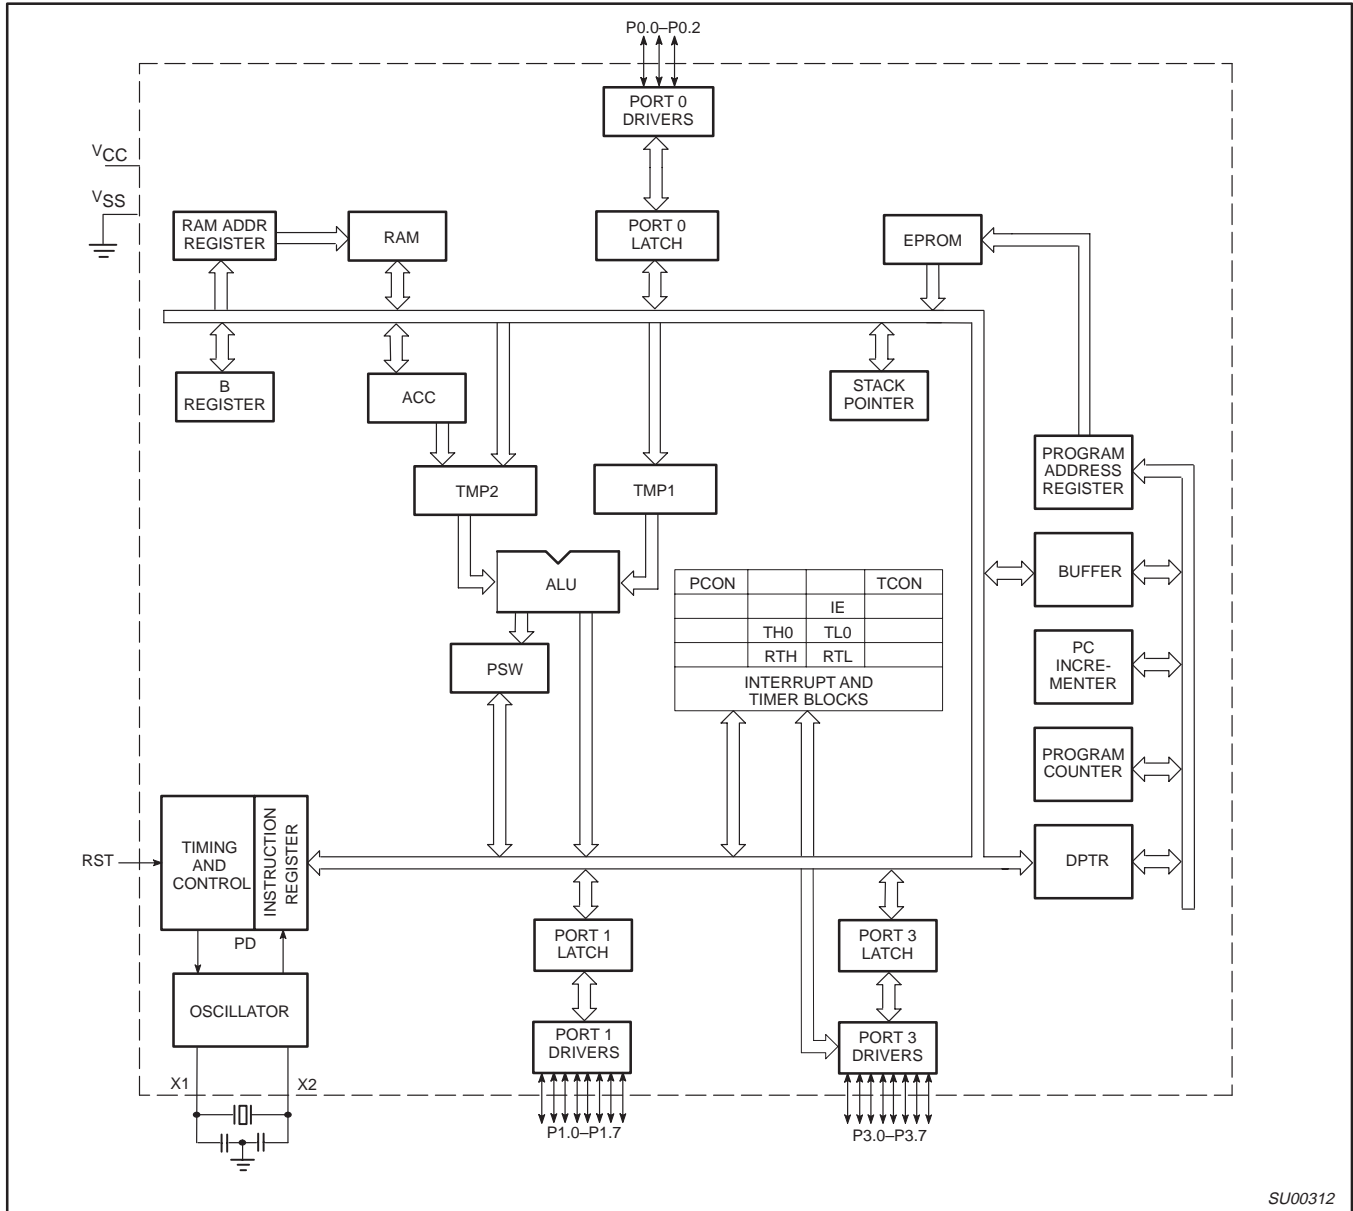 P0.0–P0.2
PORT 0
DRIVERS
VCC
VSS
RAM ADDR
REGISTER
RAM
PORT 0
LATCH
EPROM
B
REGISTER
ACC
STACK
POINTER
TMP2
TMP1
PROGRAM
ADDRESS
REGISTER
ALU
BUFFER
PCON
TCON
IE
TH0
TL0
RTH
RTL
INTERRUPT AND
TIMER BLOCKS
PSW
PC
INCRE-
MENTER
PROGRAM
COUNTER
RST
TIMING
AND
CONTROL
INSTRUCTION
REGISTER
DPTR
PD
OSCILLATOR
PORT 1
LATCH
PORT 3
LATCH
PORT 1
DRIVERS
PORT 3
DRIVERS
X1
X2
P1.0–P1.7
P3.0–P3.7
SU00312